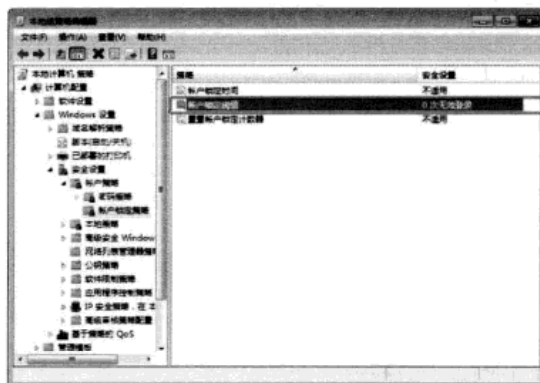 本地组策略编辑器
文件(F) 操作(A) 查看(V) 帮助(H)
本地计算机 策略
计算机配置
软件设置
Windows 设置
域名解析策略
脚本(启动/关机)
已部署的打印机
安全设置
帐户策略
密码策略
帐户锁定策略
本地策略
高级安全 Window
网络列表管理器策
公钥策略
软件限制策略
应用程序控制策略
IP 安全策略，在 本
高级审核策略配置
基于策略的 QoS
管理模板
策略 安全设置
帐户锁定时间 不适用
帐户锁定阈值 0 次无效登录
重置帐户锁定计数器 不适用